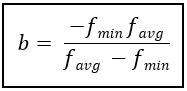 b = −f_min f_avg / (f_avg − f_min)